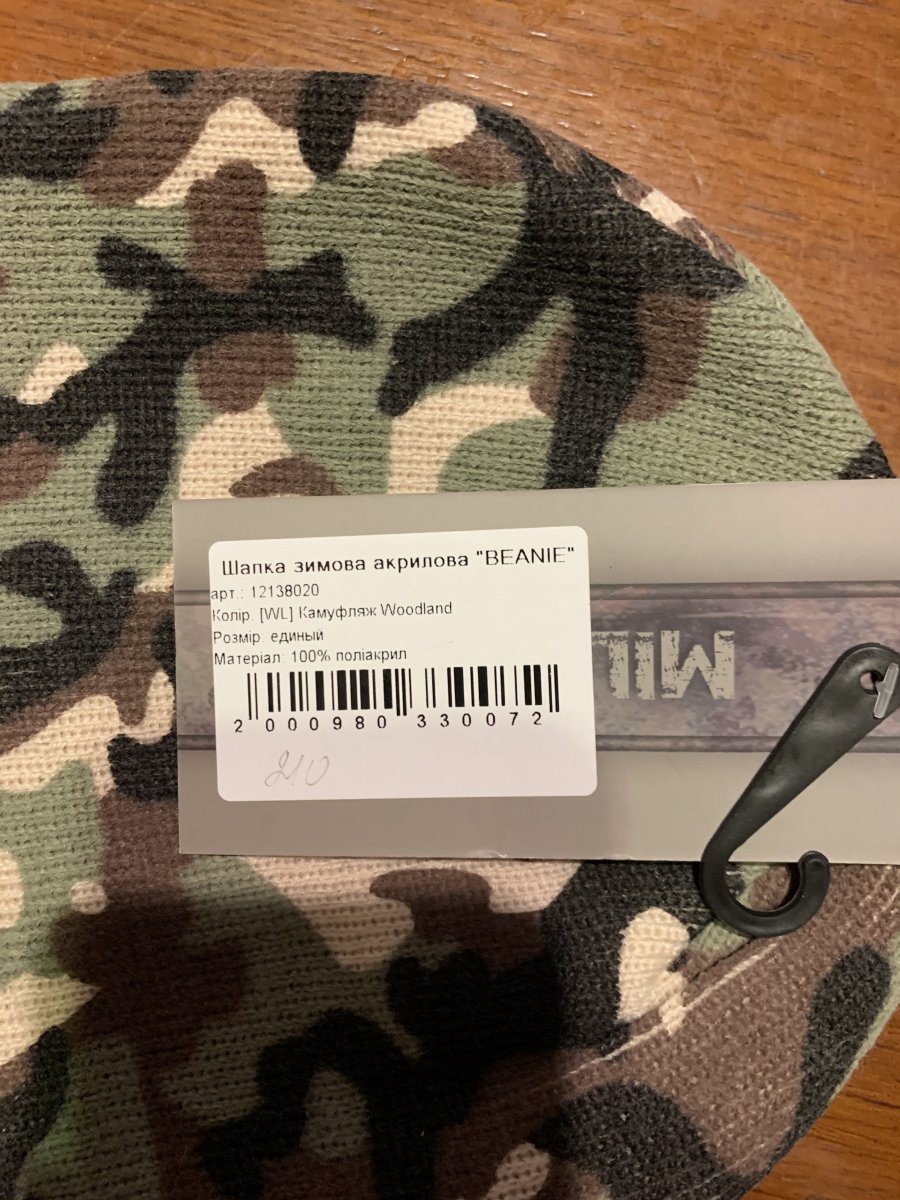 Шапка зимова акрилова "BEANIE"
арт.: 12138020
Колір: [WL] Камуфляж Woodland
Розмір: единый
Матеріал: 100% поліакрил
2 000980 330072
210
MIL